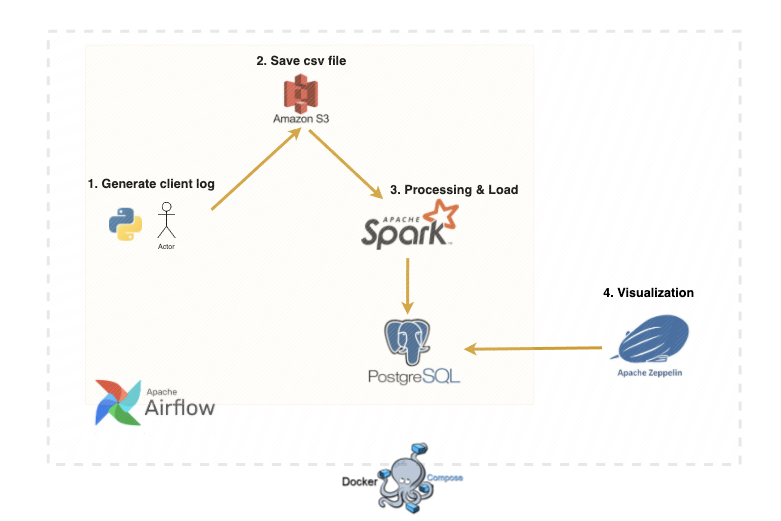 2. Save csv file
Amazon S3
1. Generate client log
Actor
3. Processing & Load
APACHE
Spark
4. Visualization
Apache Zeppelin
PostgreSQL
Apache
Airflow
Docker Compose